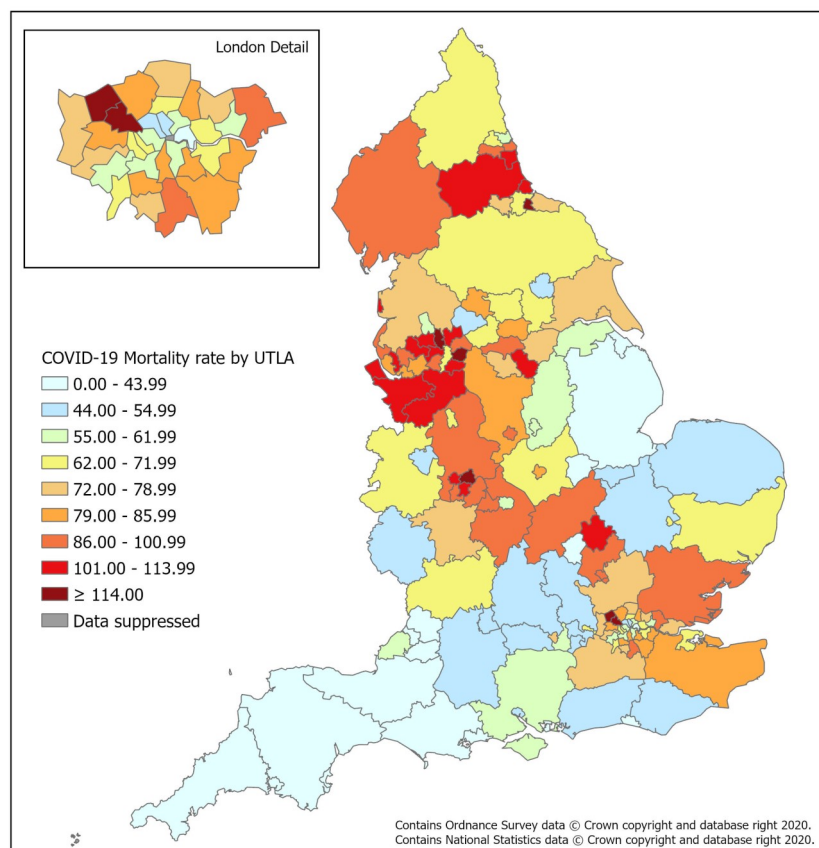 London Detail
COVID-19 Mortality rate by UTLA
0.00 - 43.99
44.00 - 54.99
55.00 - 61.99
62.00 - 71.99
72.00 - 78.99
79.00 - 85.99
86.00 - 100.99
101.00 - 113.99
≥ 114.00
Data suppressed
Contains Ordnance Survey data © Crown copyright and database right 2020.
Contains National Statistics data © Crown copyright and database right 2020.